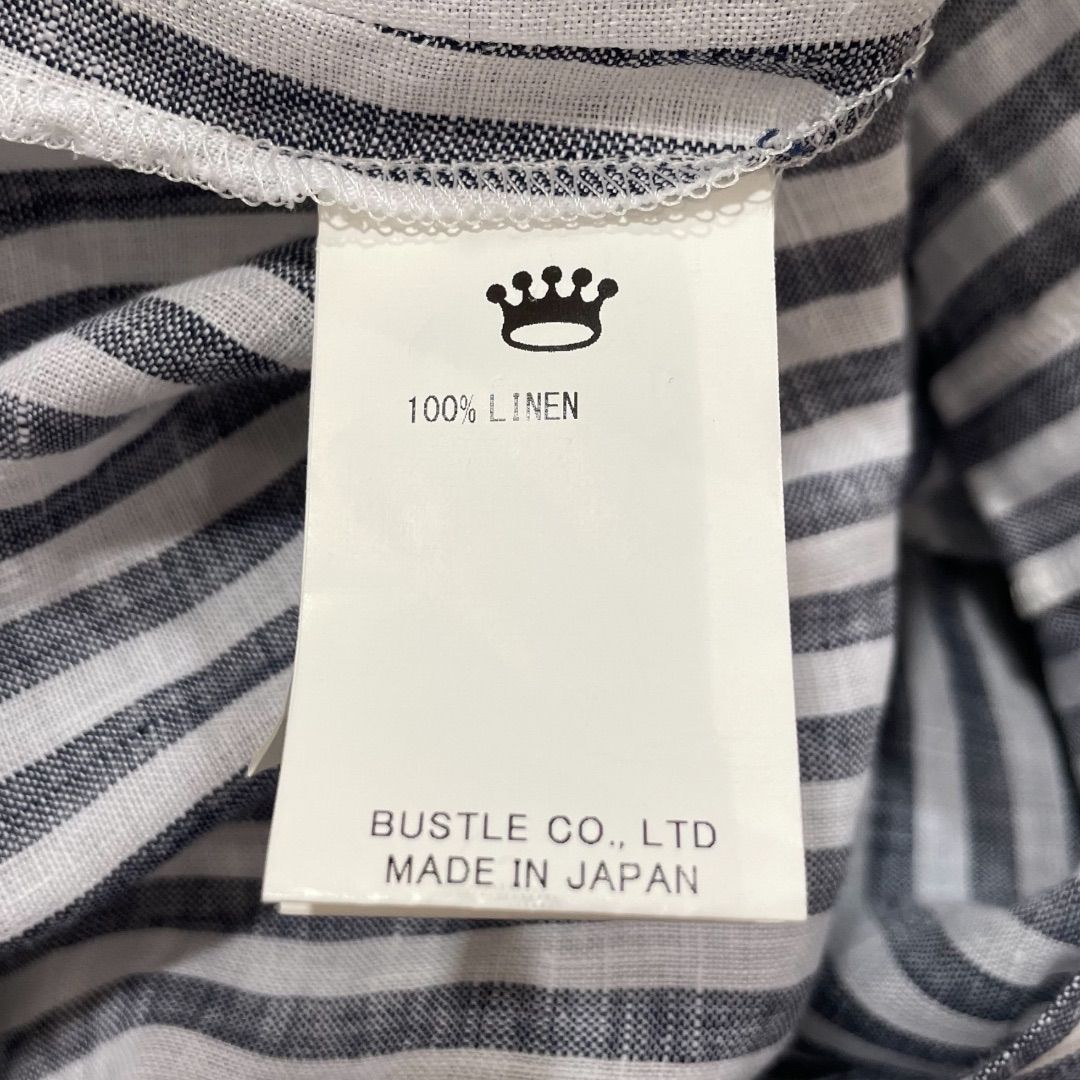 100% LINEN
BUSTLE CO., LTD
MADE IN JAPAN